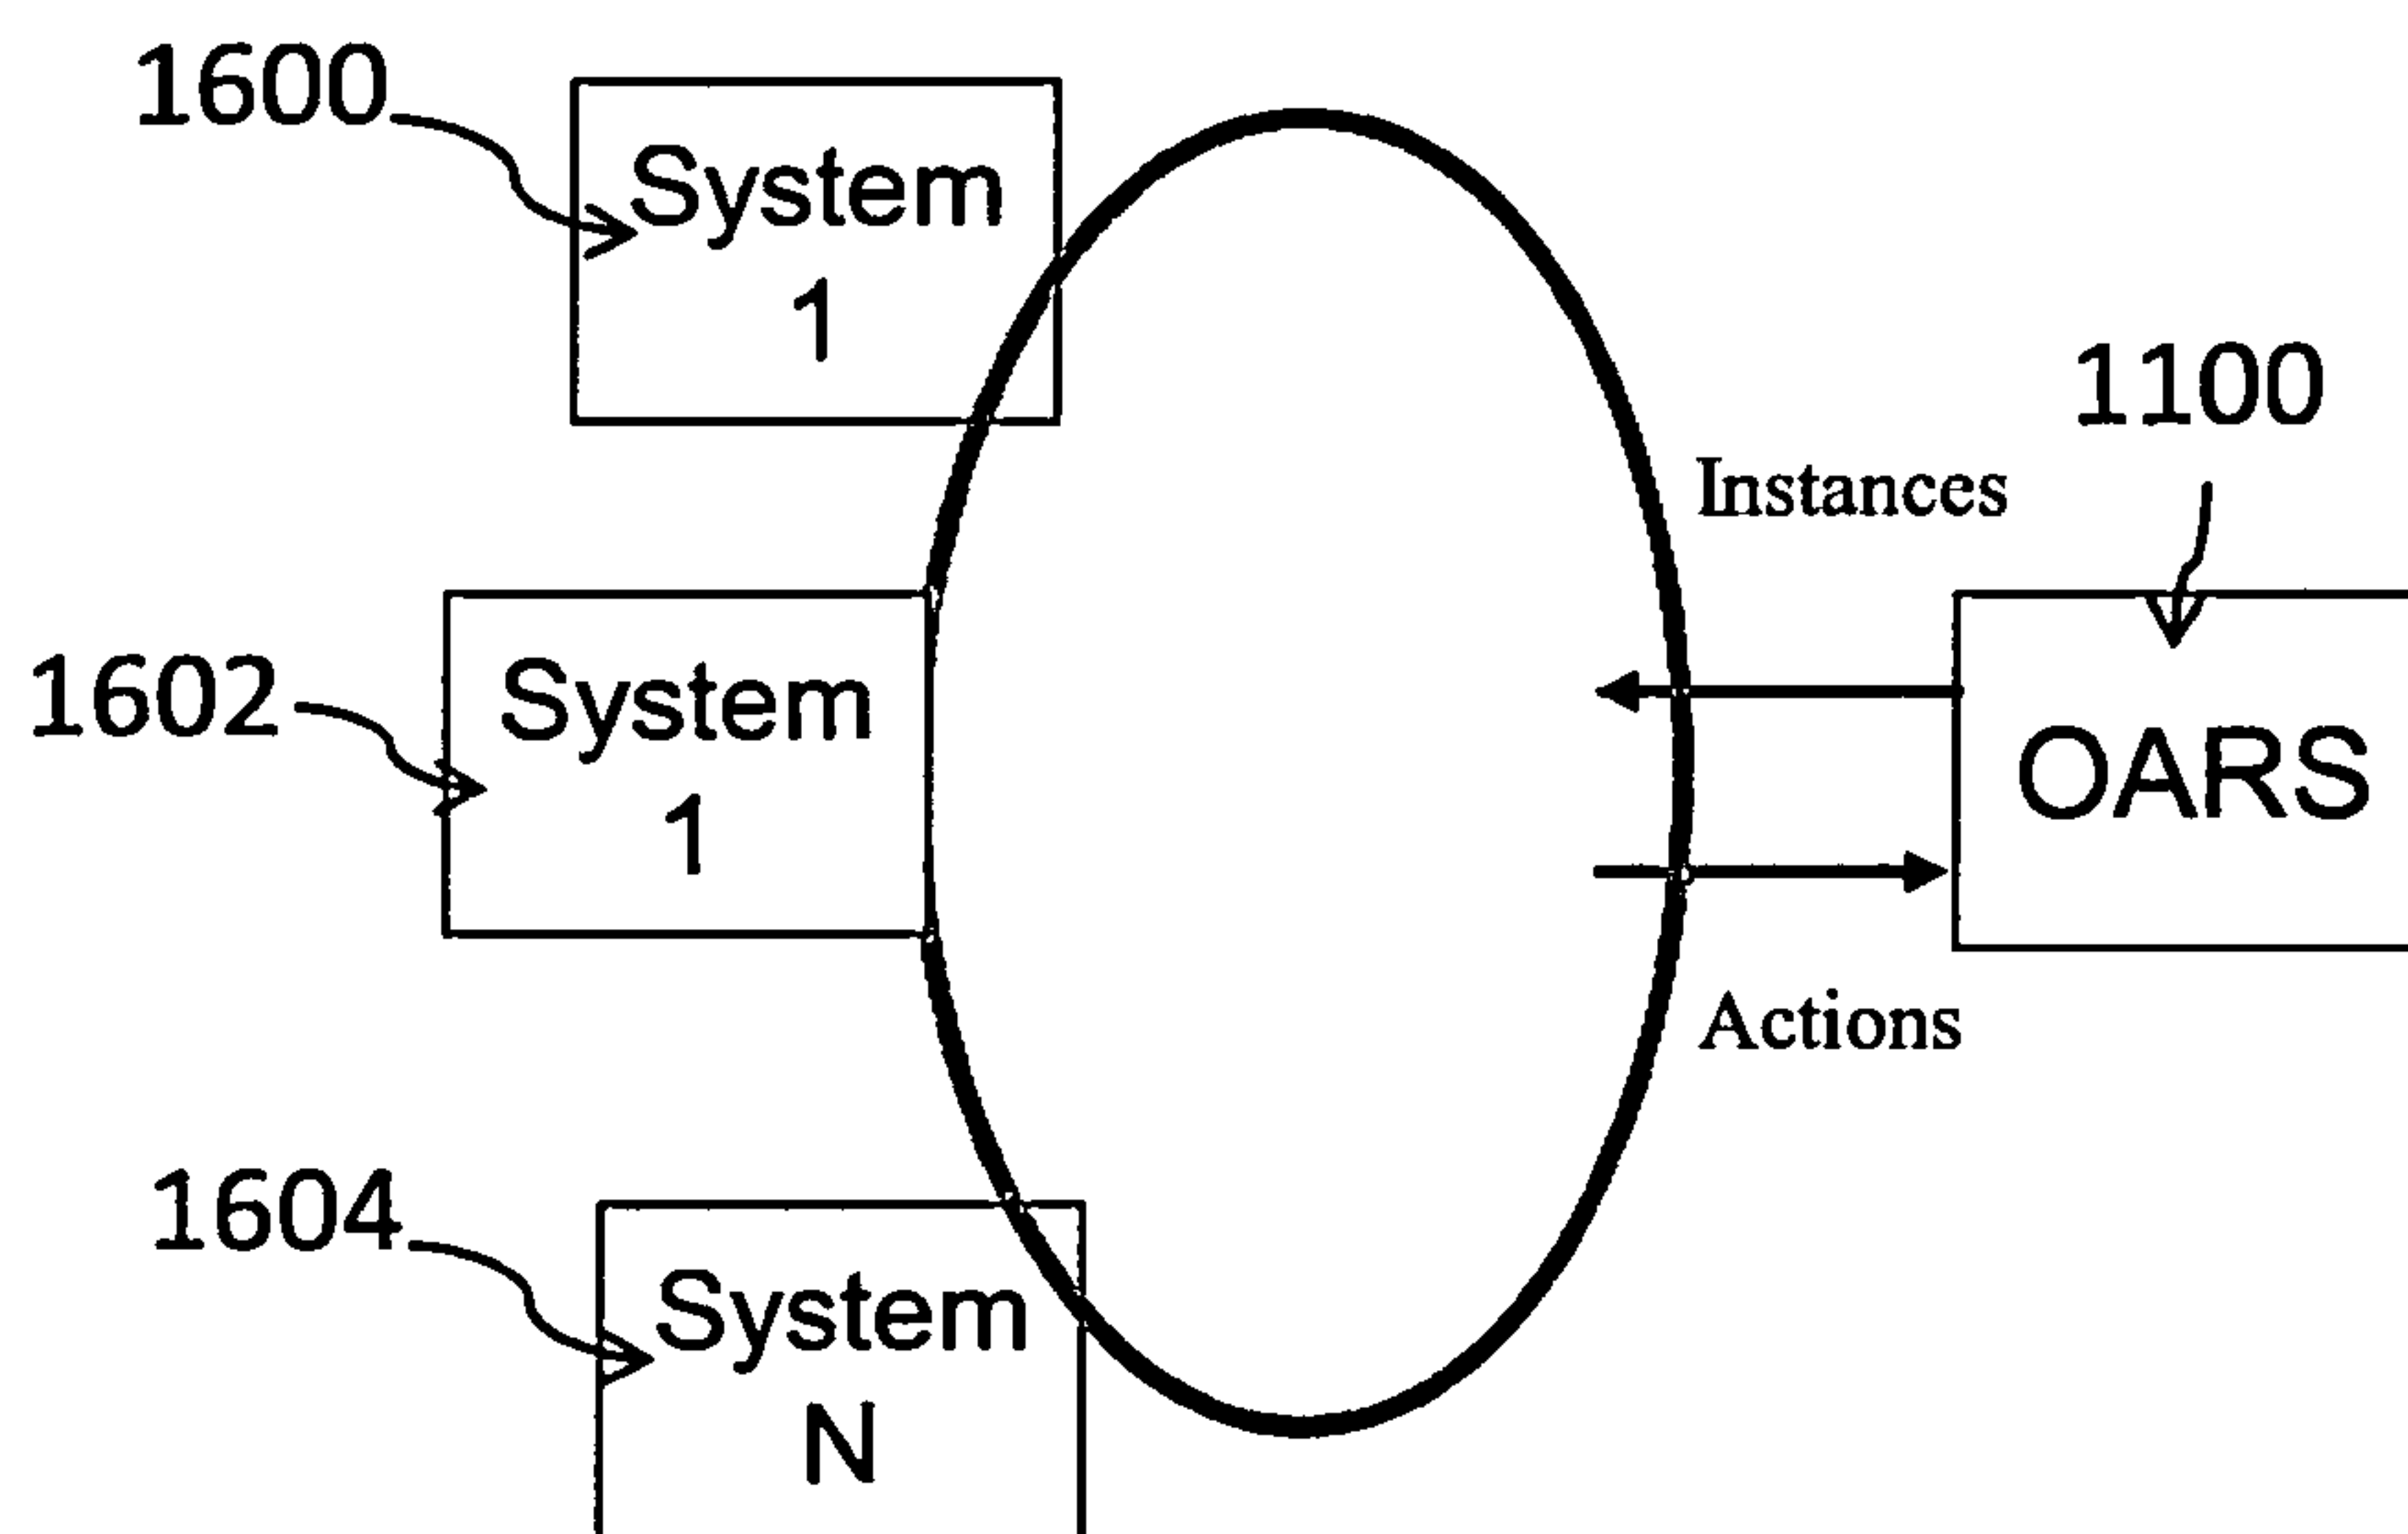 1600
System
1
1100
Instances
1602
System
1
OARS
Actions
1604
System
N